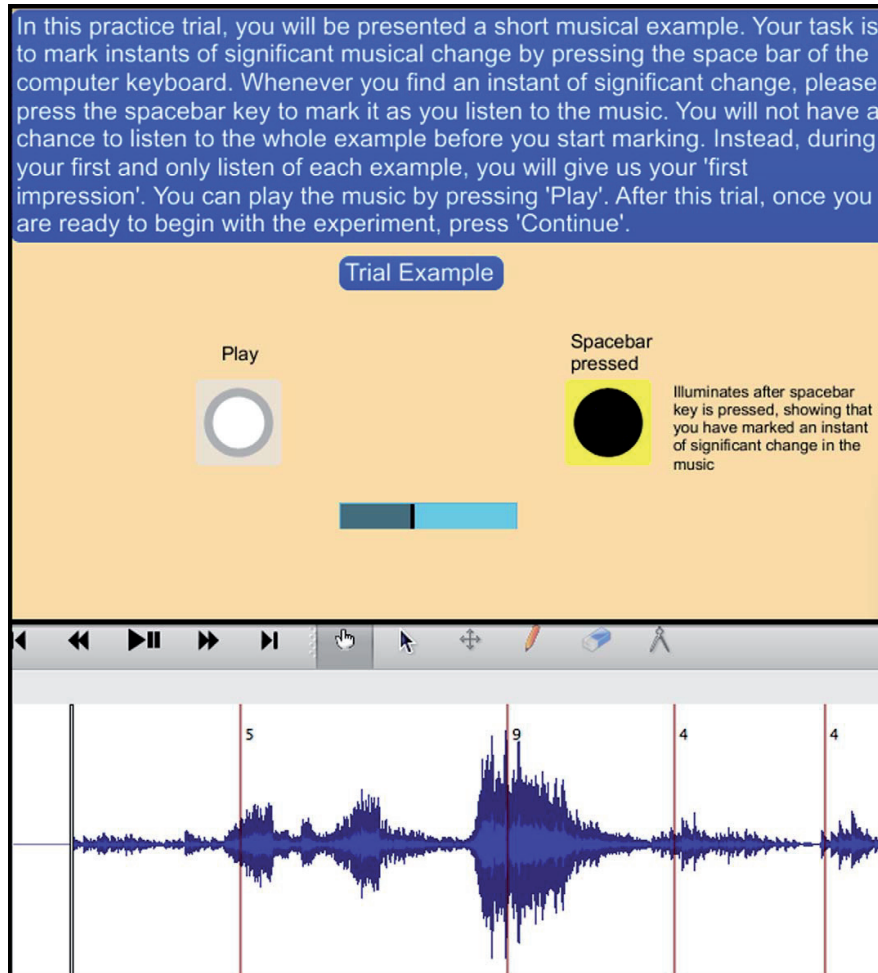 In this practice trial, you will be presented a short musical example. Your task is
to mark instants of significant musical change by pressing the space bar of the
computer keyboard. Whenever you find an instant of significant change, please
press the spacebar key to mark it as you listen to the music. You will not have a
chance to listen to the whole example before you start marking. Instead, during
your first and only listen of each example, you will give us your 'first
impression'. You can play the music by pressing 'Play'. After this trial, once you
are ready to begin with the experiment, press 'Continue'.
Trial Example
Play
Spacebar
pressed
Illuminates after spacebar
key is pressed, showing that
you have marked an instant
of significant change in the
music
5
9
4
4